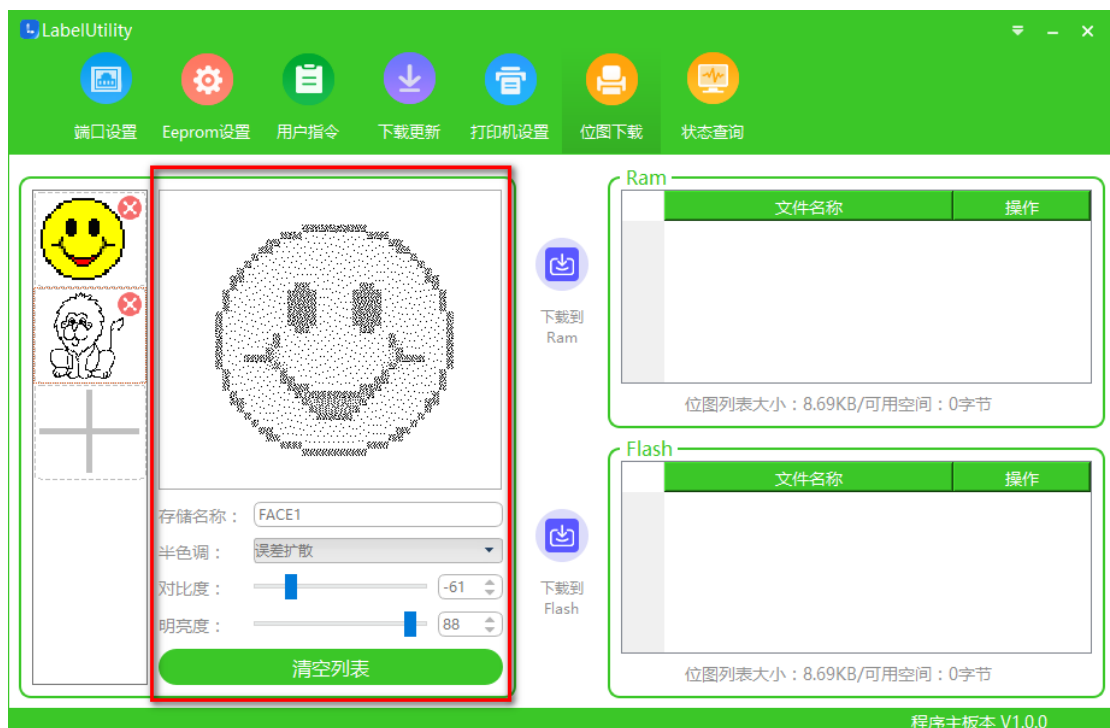 LabelUtility
端口设置 Eeprom设置 用户指令 下载更新 打印机设置 位图下载 状态查询
存储名称： FACE1
半色调： 误差扩散
对比度： -61
明亮度： 88
清空列表
下载到
Ram
下载到
Flash
Ram
文件名称 操作
位图列表大小：8.69KB/可用空间：0字节
Flash
文件名称 操作
位图列表大小：8.69KB/可用空间：0字节
程序主板本 V1.0.0